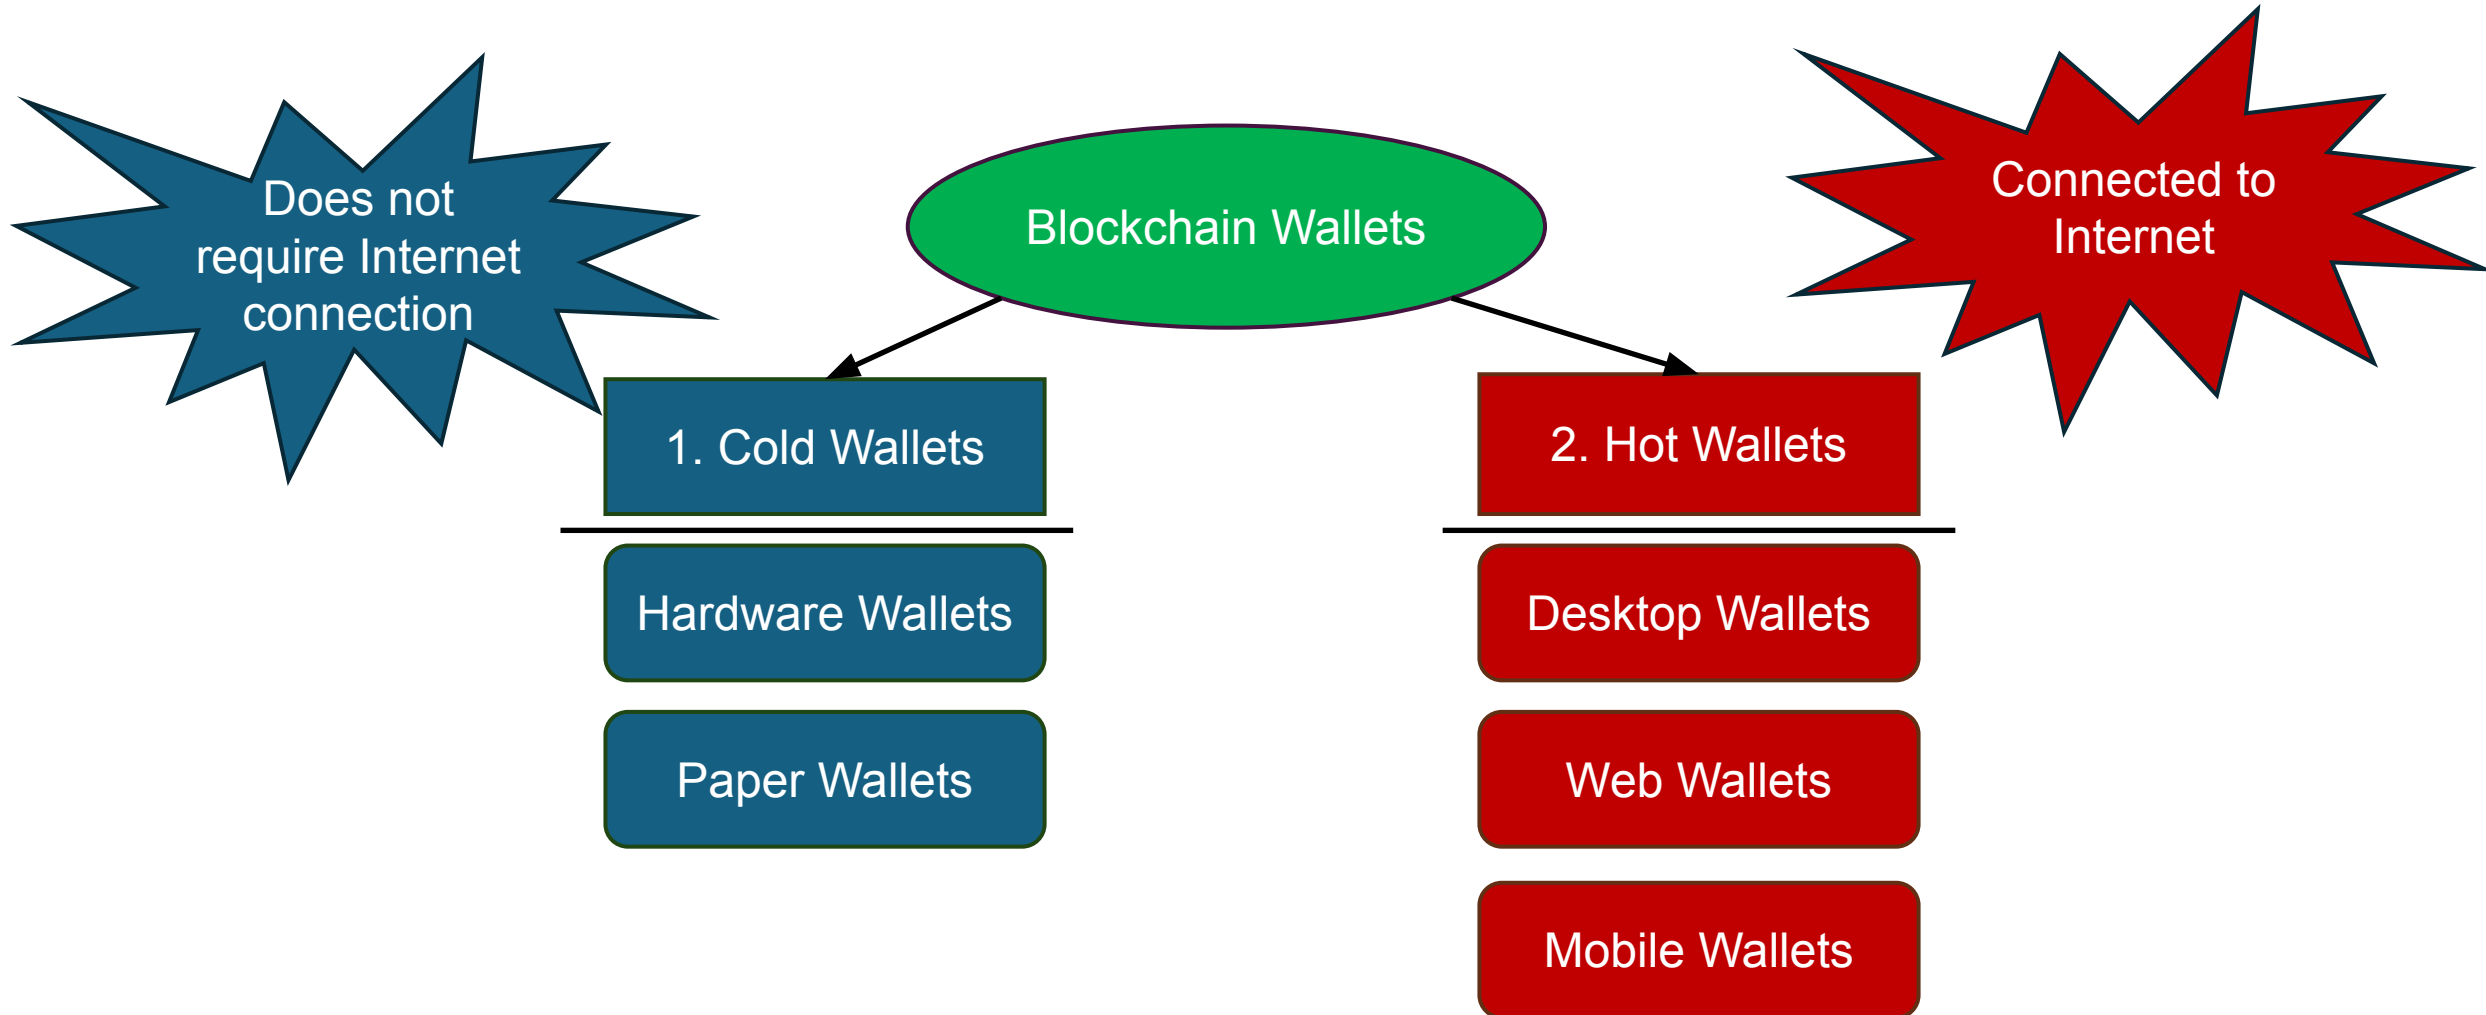 Does not
require Internet
connection
Blockchain Wallets
Connected to
Internet
1. Cold Wallets
Hardware Wallets
Paper Wallets
2. Hot Wallets
Desktop Wallets
Web Wallets
Mobile Wallets